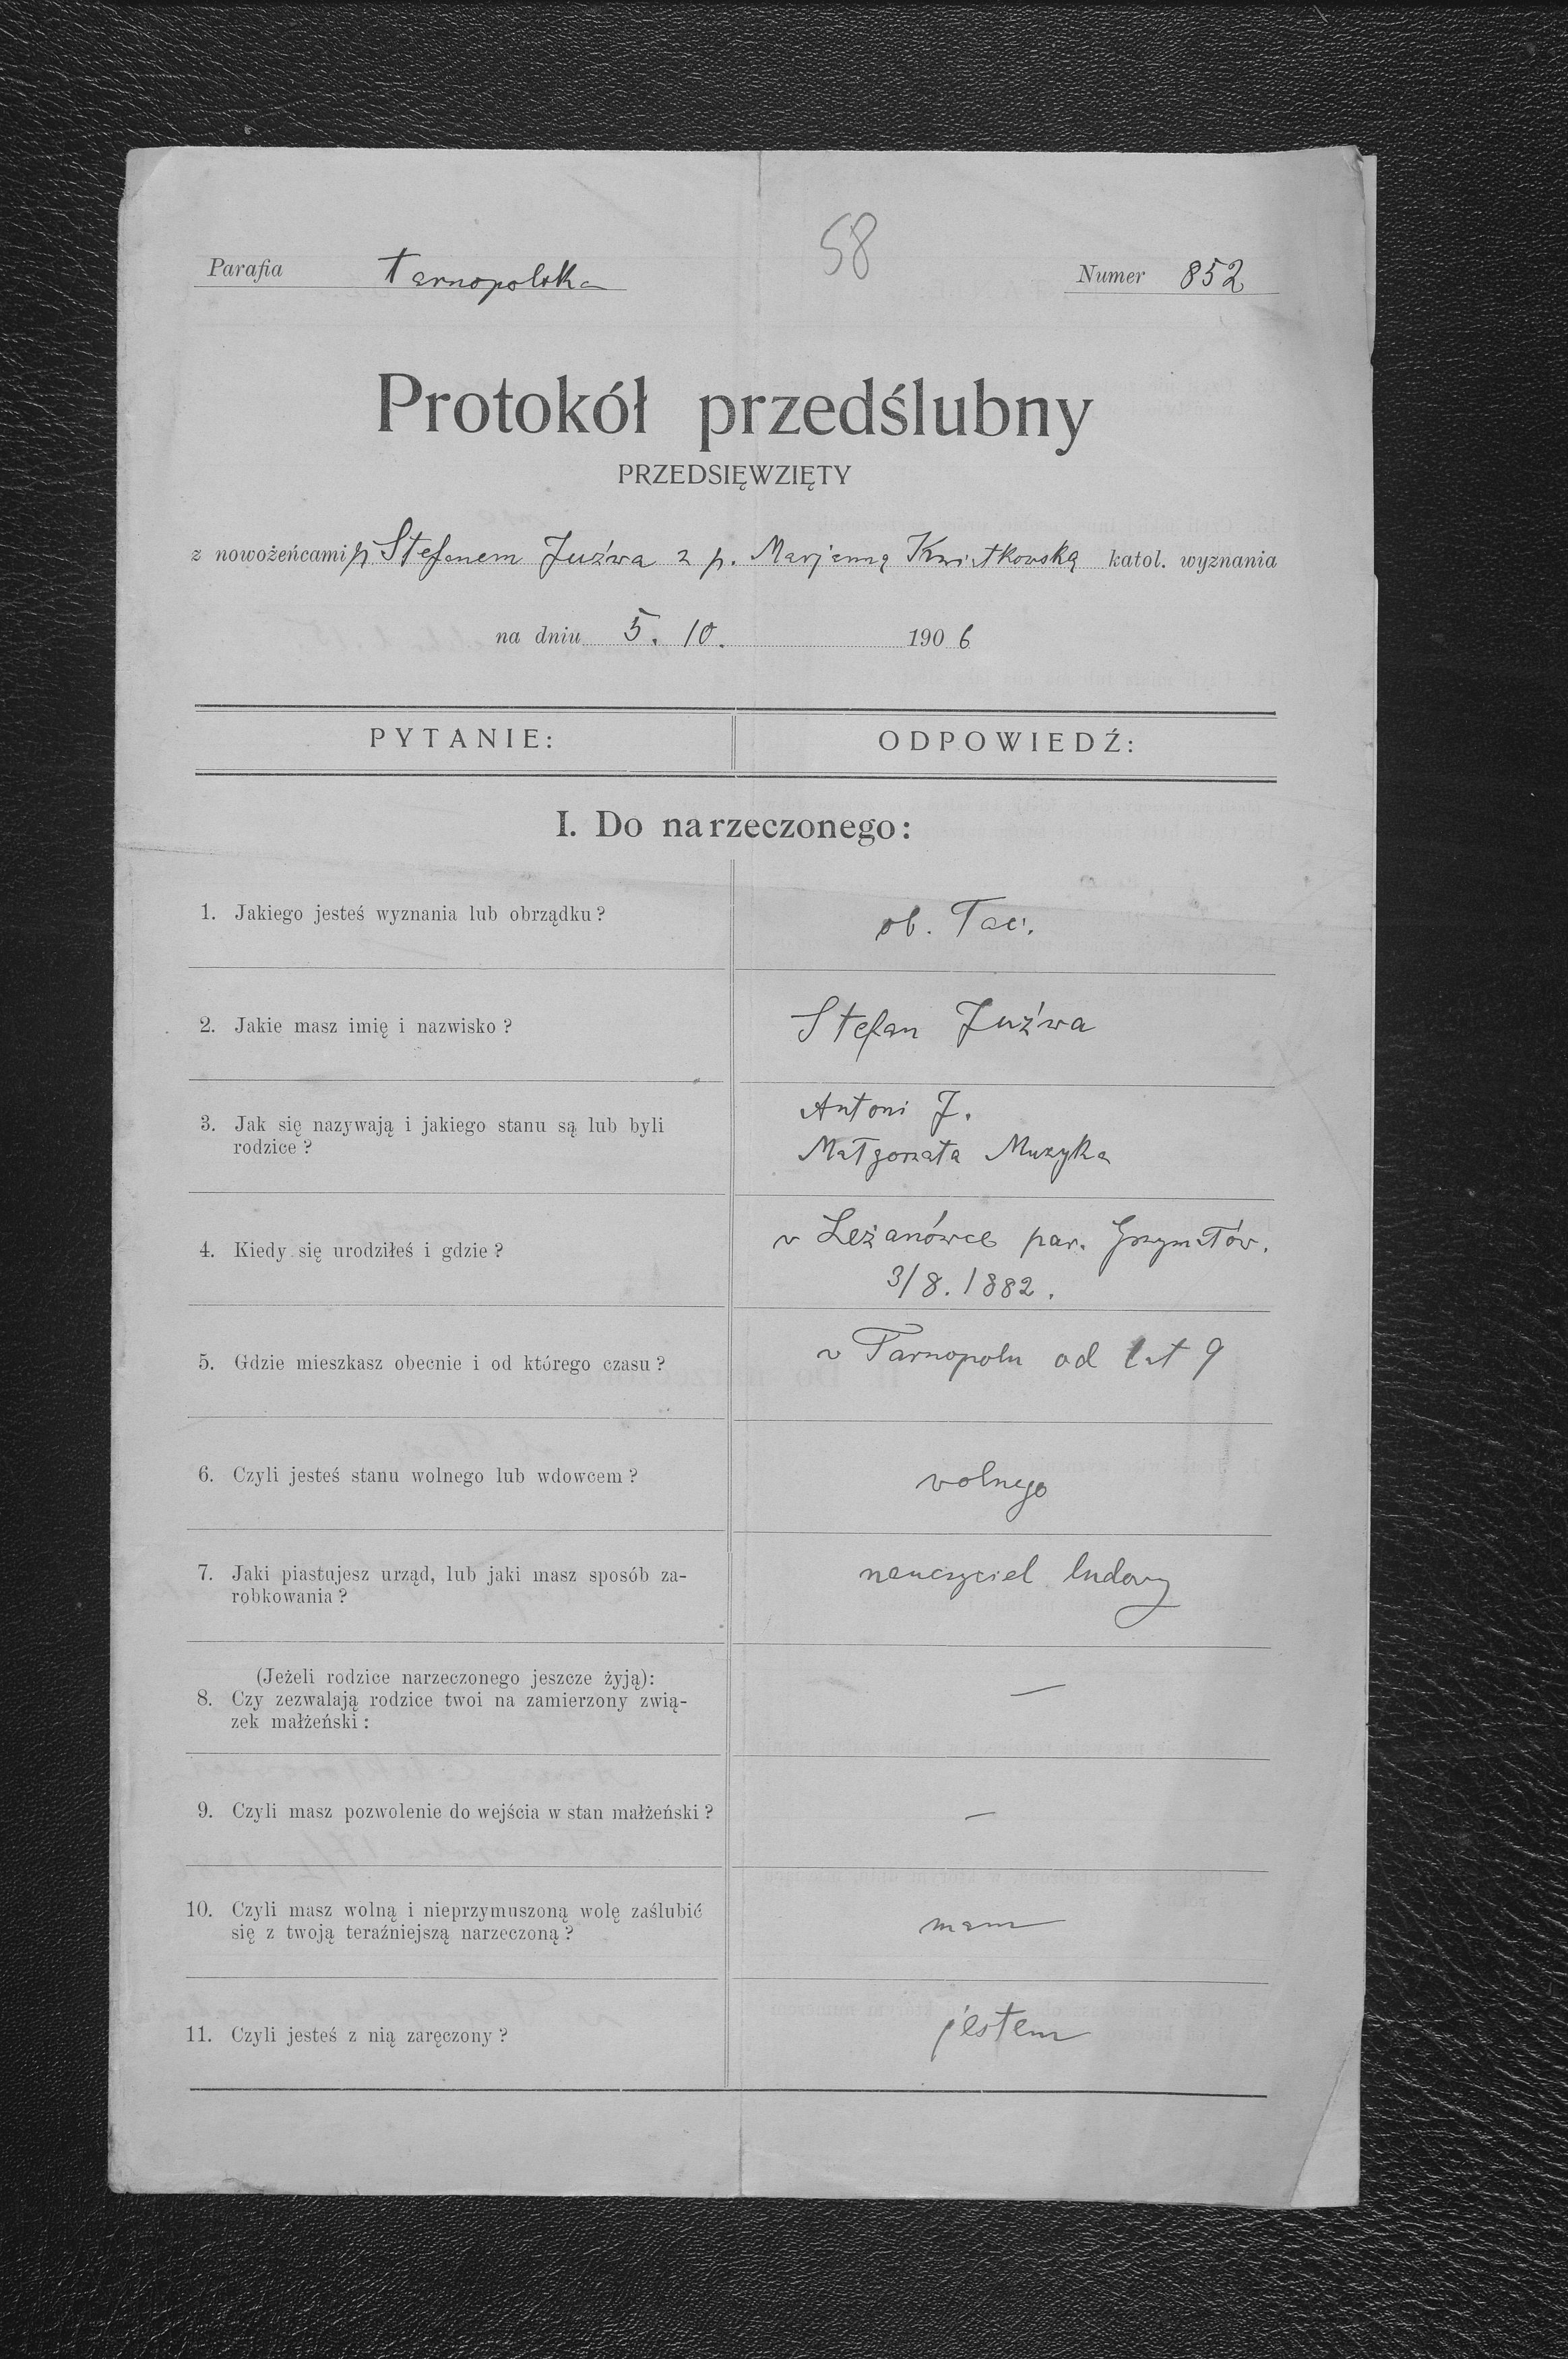 58
Parafia Tarnopolska Numer 852
Protokół przedślubny
PRZEDSIĘWZIĘTY
z nowożeńcami p. Stefanem Juźwa z p. Marjanną Kwiatkowską katol. wyznania
na dniu 5. 10. 1906
PYTANIE: ODPOWIEDŹ:
I. Do narzeczonego:
1. Jakiego jesteś wyznania lub obrządku? ob. łac.
2. Jakie masz imię i nazwisko? Stefan Juźwa
3. Jak się nazywają i jakiego stanu są lub byli
rodzice?
Antoni J.
Małgorzata Muzyka
4. Kiedy się urodziłeś i gdzie?
w Leżanówce par. Grzymałów.
3/8. 1882.
5. Gdzie mieszkasz obecnie i od którego czasu? w Tarnopolu od lat 9
6. Czyli jesteś stanu wolnego lub wdowcem? wolnego
7. Jaki piastujesz urząd, lub jaki masz sposób za-
robkowania?
nauczyciel ludowy
(Jeżeli rodzice narzeczonego jeszcze żyją):
8. Czy zezwalają rodzice twoi na zamierzony zwią-
zek małżeński: —
9. Czyli masz pozwolenie do wejścia w stan małżeński? —
10. Czyli masz wolną i nieprzymuszoną wolę zaślubić
się z twoją teraźniejszą narzeczoną?
mam
11. Czyli jesteś z nią zaręczony? jestem